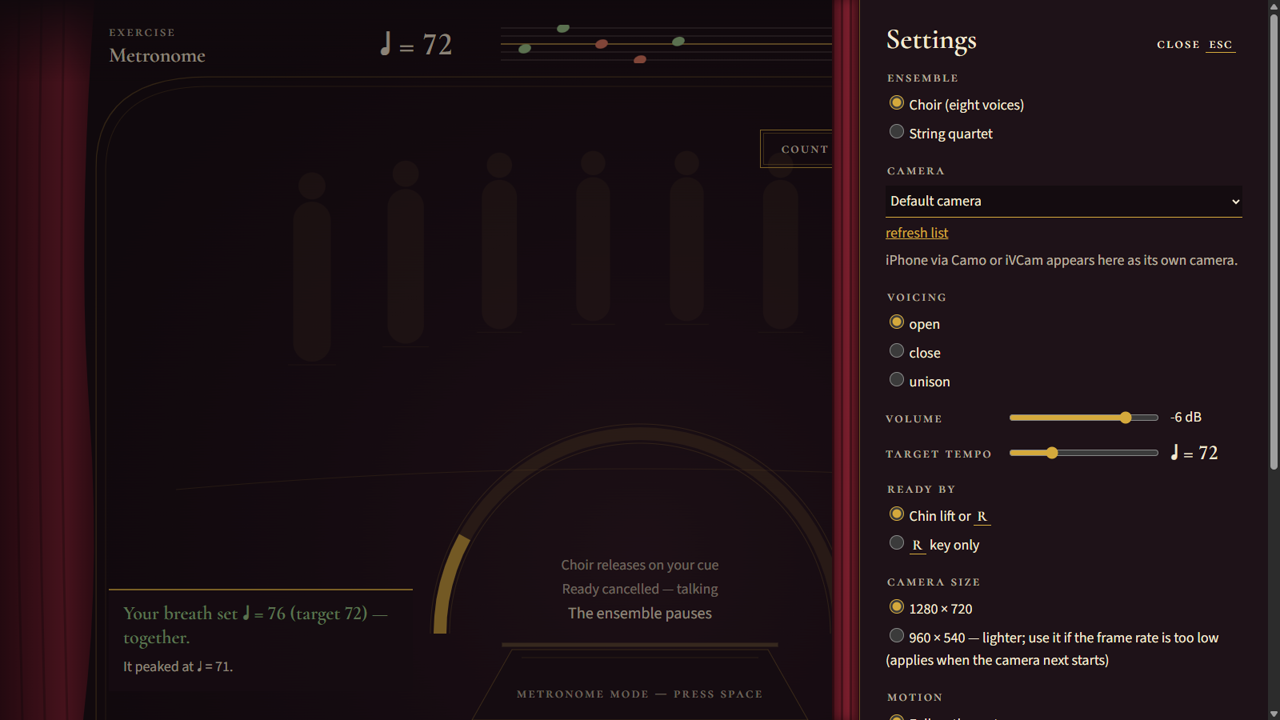 EXERCISE
Metronome
♩ = 72
COUNT
Your breath set ♩ = 76 (target 72) —
together.
It peaked at ♩ = 71.
Choir releases on your cue
Ready cancelled — talking
The ensemble pauses
METRONOME MODE — PRESS SPACE
Settings
CLOSE ESC
ENSEMBLE
Choir (eight voices)
String quartet
CAMERA
Default camera
refresh list
iPhone via Camo or iVCam appears here as its own camera.
VOICING
open
close
unison
VOLUME -6 dB
TARGET TEMPO ♩ = 72
READY BY
Chin lift or R
R key only
CAMERA SIZE
1280 × 720
960 × 540 — lighter; use it if the frame rate is too low
(applies when the camera next starts)
MOTION